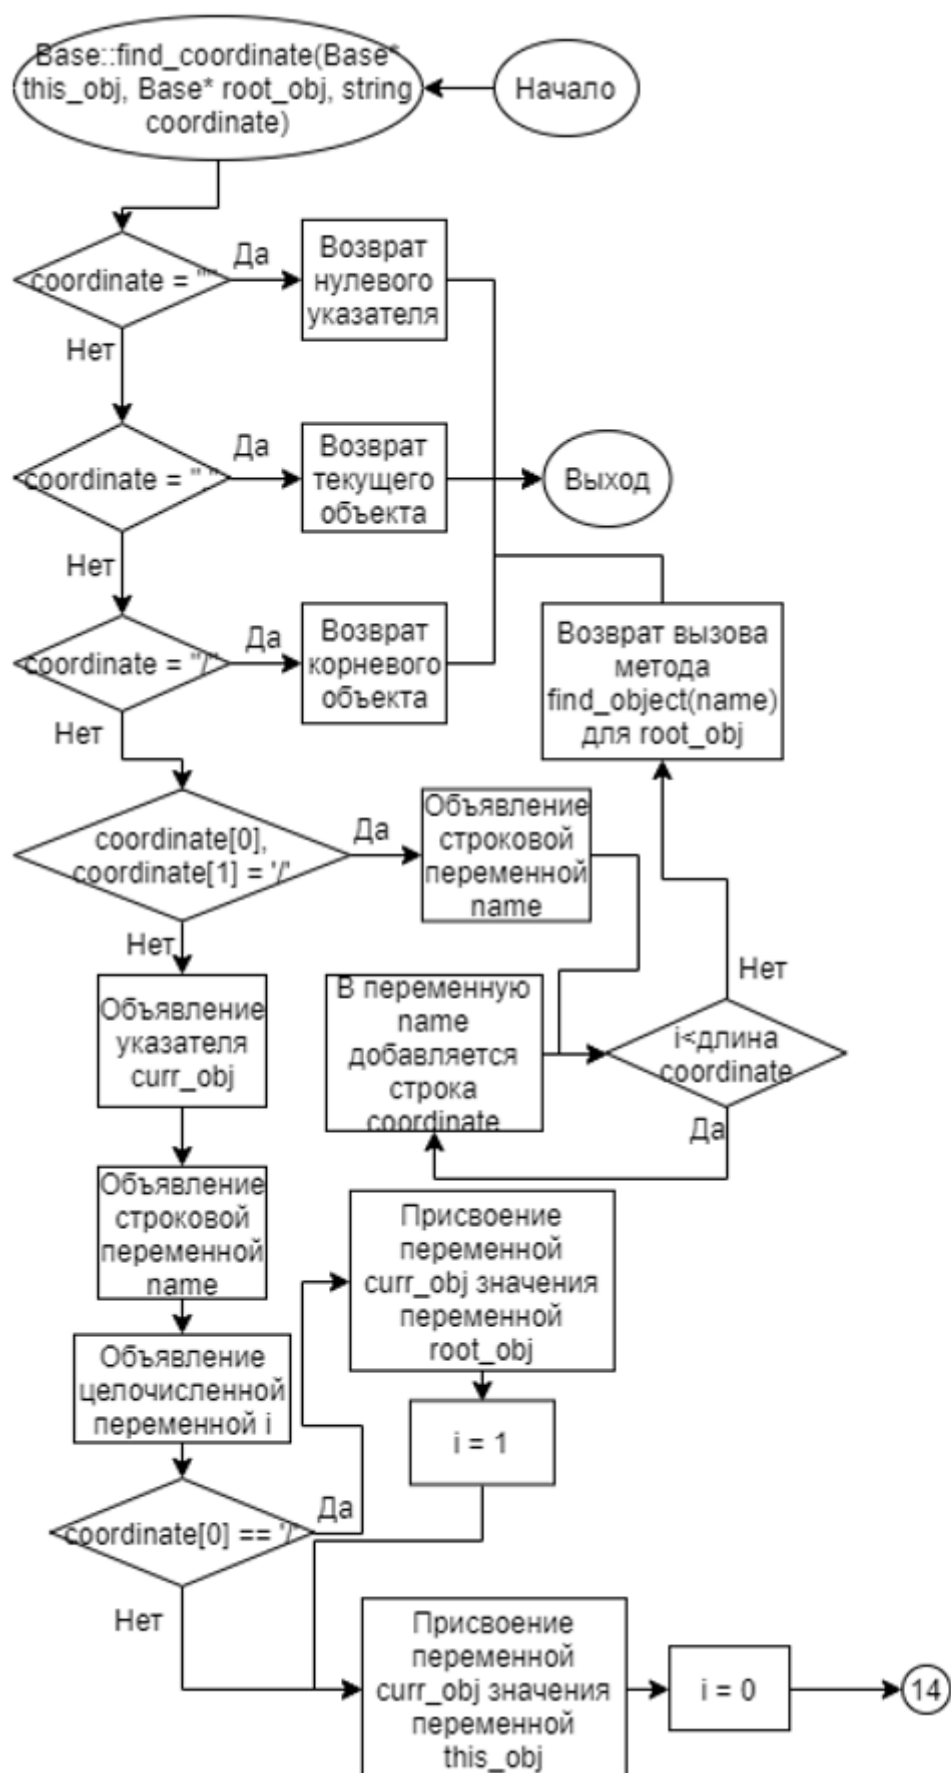 Base::find_coordinate(Base*
this_obj, Base* root_obj, string
coordinate)
Начало
coordinate = ""
Да
Возврат
нулевого
указателя
Нет
coordinate = "."
Да
Возврат
текущего
объекта
Выход
Нет
coordinate = "/"
Да
Возврат
корневого
объекта
Возврат вызова
метода
find_object(name)
для root_obj
Нет
coordinate[0],
coordinate[1] = '/'
Да
Объявление
строковой
переменной
name
Нет
Объявление
указателя
curr_obj
В переменную
name
добавляется
строка
coordinate
Нет
i<длина
coordinate
Да
Объявление
строковой
переменной
name
Присвоение
переменной
curr_obj значения
переменной
root_obj
Объявление
целочисленной
переменной i
i = 1
coordinate[0] == '/'
Да
Нет
Присвоение
переменной
curr_obj значения
переменной
this_obj
i = 0
14